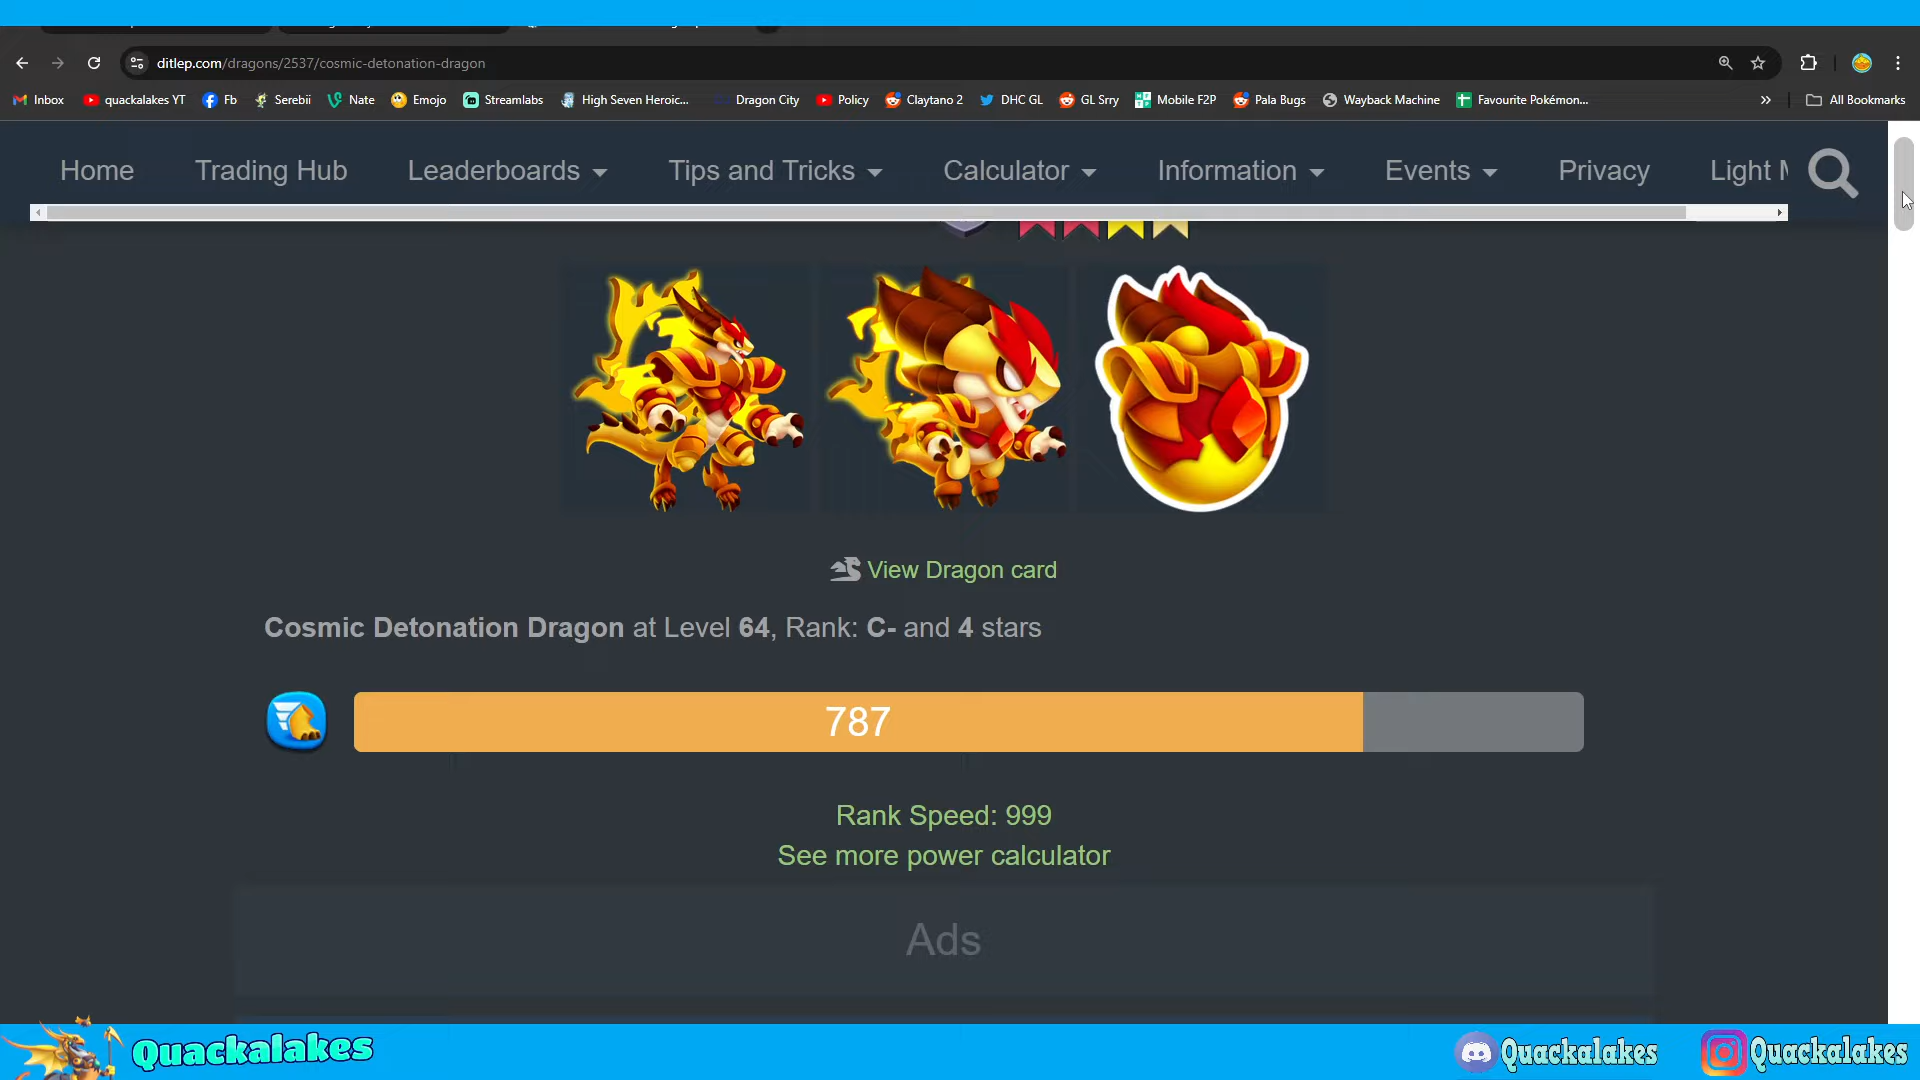 ditlep.com/dragons/2537/cosmic-detonation-dragon
Inbox quackalakes YT Fb Serebii Nate Emojo Streamlabs High Seven Heroic... Dragon City Policy Claytano 2 DHC GL GL Srry Mobile F2P Pala Bugs Wayback Machine Favourite Pokémon... » All Bookmarks
Home Trading Hub Leaderboards Tips and Tricks Calculator Information Events Privacy Light
View Dragon card
Cosmic Detonation Dragon at Level 64, Rank: C- and 4 stars
787
Rank Speed: 999
See more power calculator
Ads
Quackalakes Quackalakes Quackalakes